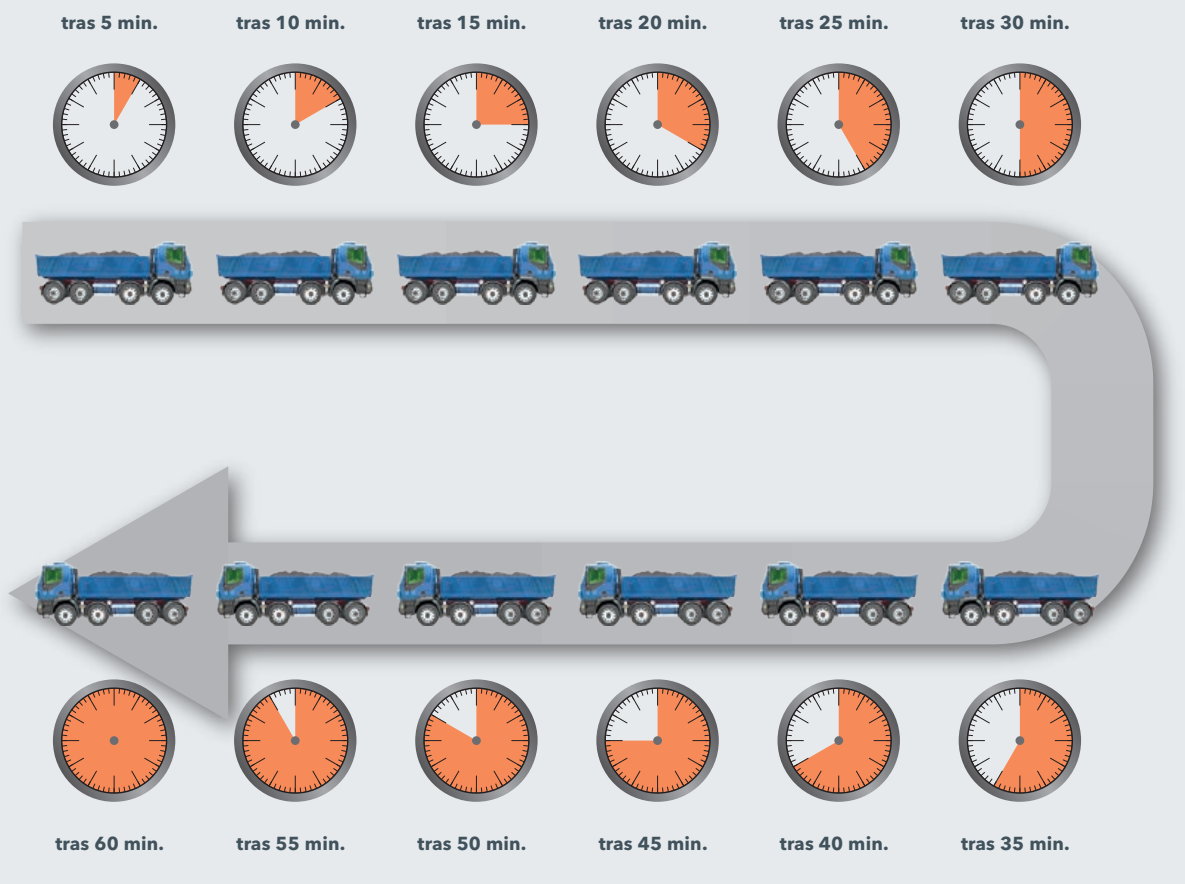 tras 5 min.
tras 10 min.
tras 15 min.
tras 20 min.
tras 25 min.
tras 30 min.
tras 60 min.
tras 55 min.
tras 50 min.
tras 45 min.
tras 40 min.
tras 35 min.